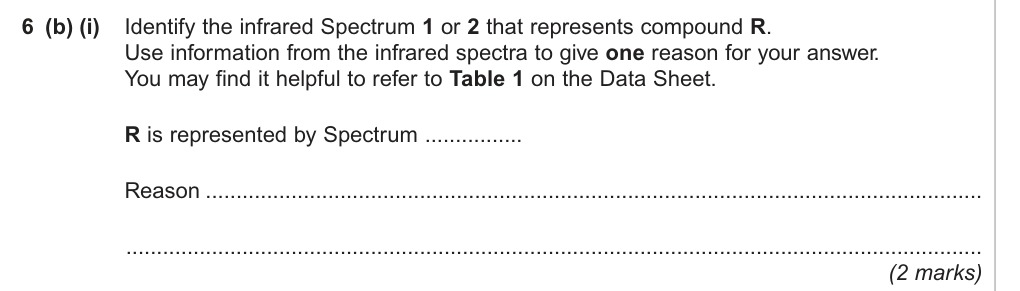 6 (b) (i) Identify the infrared Spectrum 1 or 2 that represents compound R.
Use information from the infrared spectra to give one reason for your answer.
You may find it helpful to refer to Table 1 on the Data Sheet.
R is represented by Spectrum ................
Reason ..............................................................................................................................
...........................................................................................................................................
(2 marks)